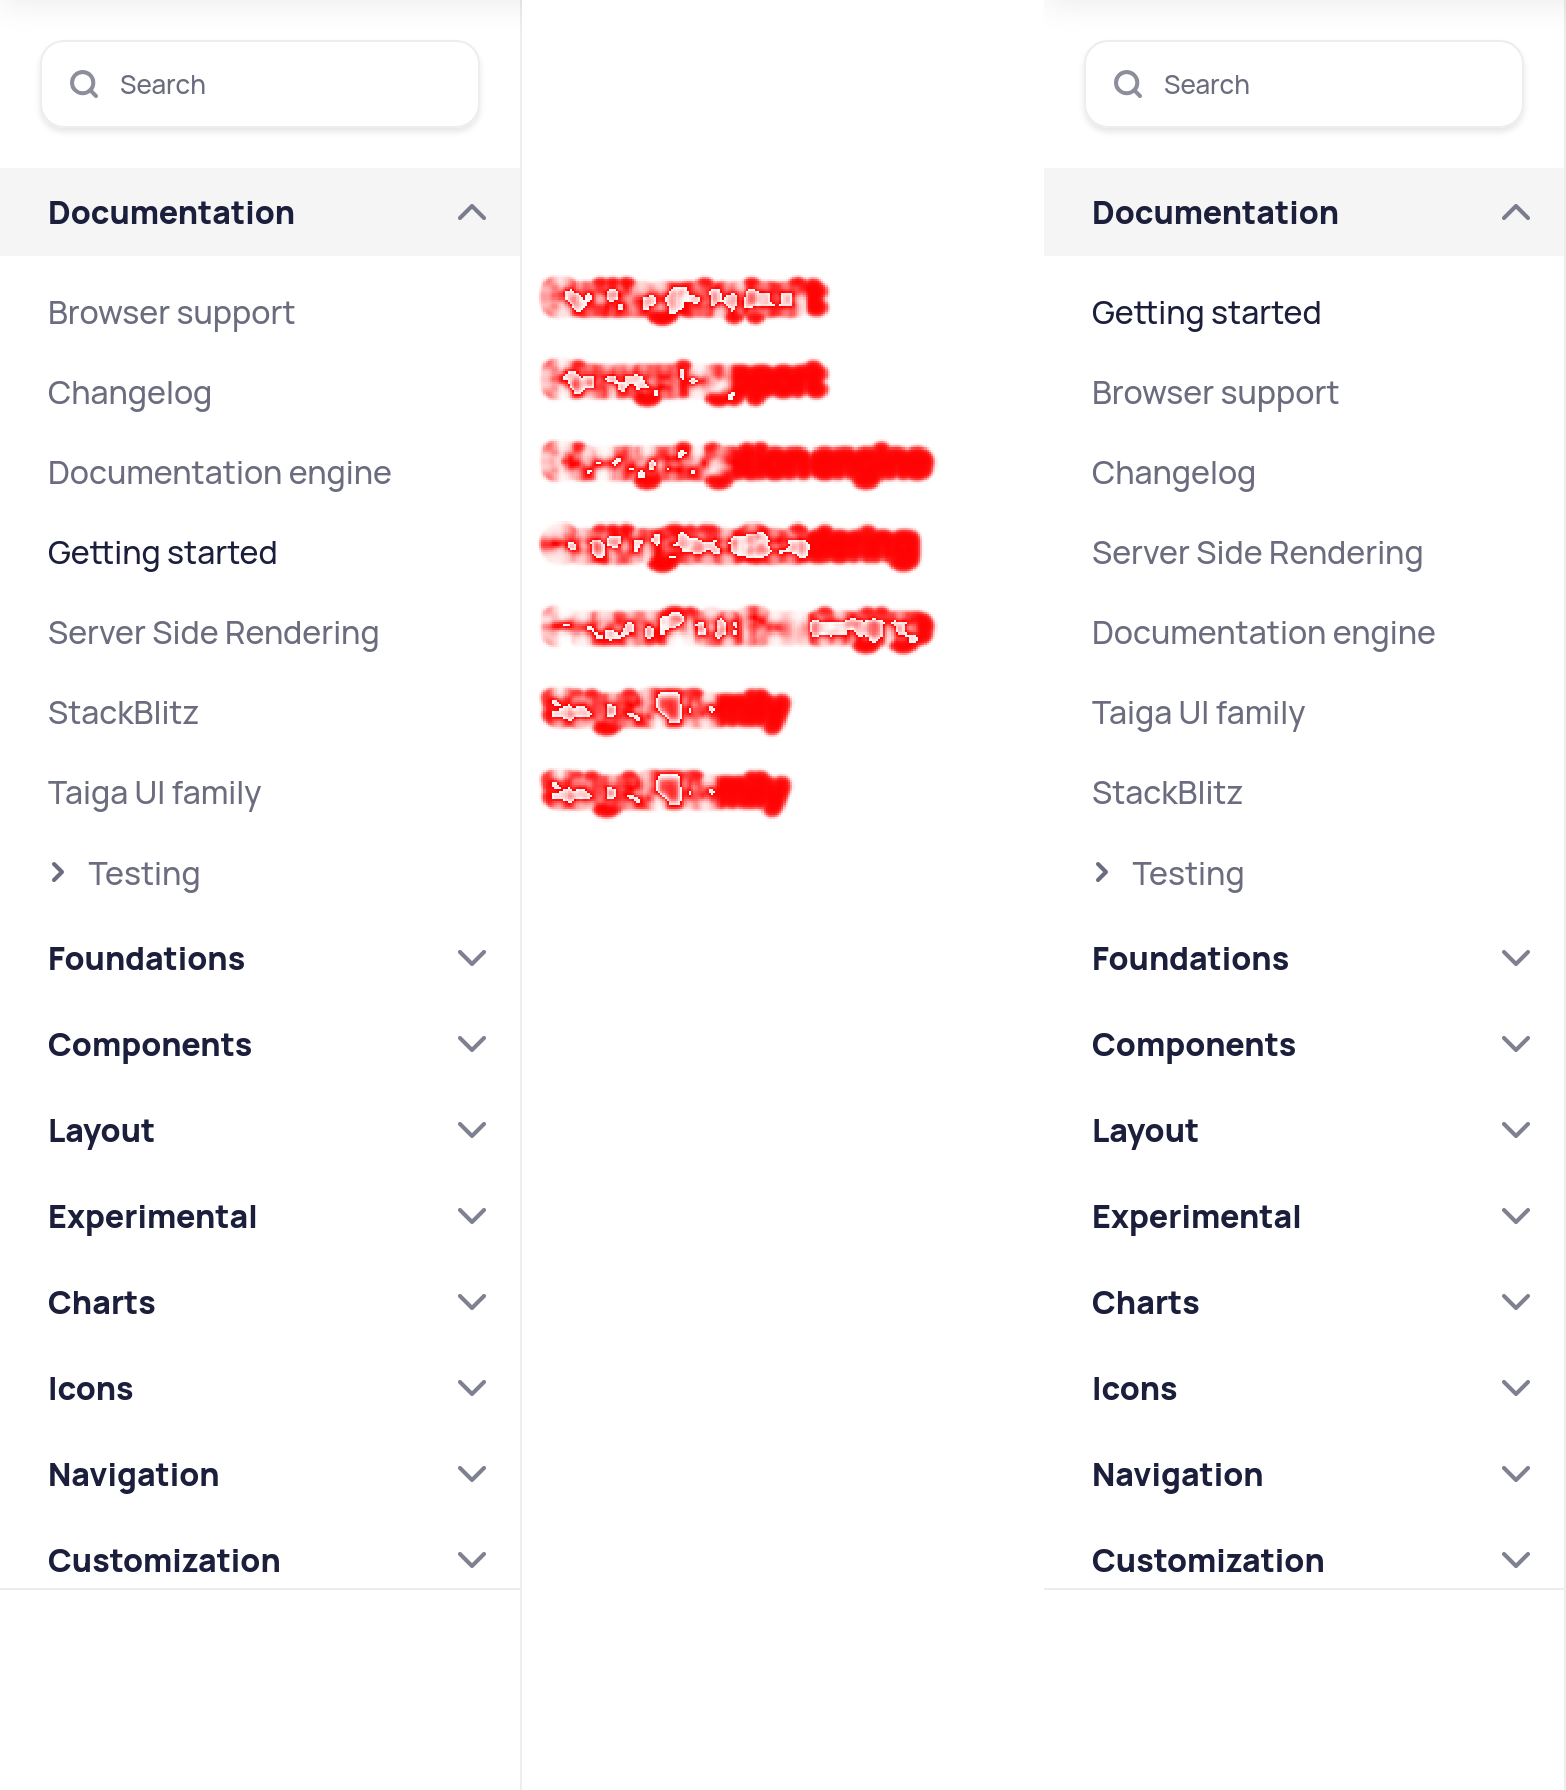 Search
Documentation
Browser support
Changelog
Documentation engine
Getting started
Server Side Rendering
StackBlitz
Taiga UI family
Testing
Foundations
Components
Layout
Experimental
Charts
Icons
Navigation
Customization
Search
Documentation
Getting started
Browser support
Changelog
Server Side Rendering
Documentation engine
Taiga UI family
StackBlitz
Testing
Foundations
Components
Layout
Experimental
Charts
Icons
Navigation
Customization